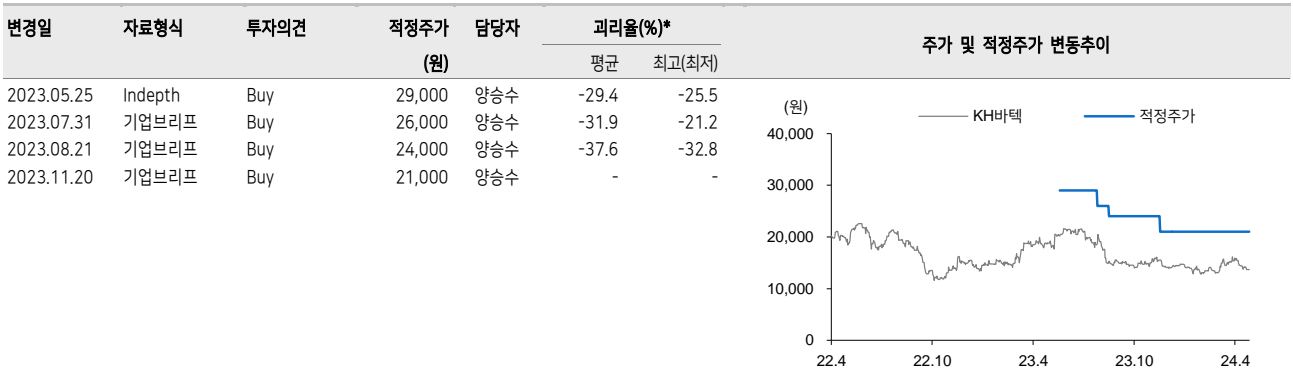 변경일 자료형식 투자의견 적정주가 담당자 괴리율(%)* 주가 및 적정주가 변동추이
(원) 평균 최고(최저)
2023.05.25 Indepth Buy 29,000 양승수 -29.4 -25.5
2023.07.31 기업브리프 Buy 26,000 양승수 -31.9 -21.2
2023.08.21 기업브리프 Buy 24,000 양승수 -37.6 -32.8
2023.11.20 기업브리프 Buy 21,000 양승수 - -
(원)
KH바텍 적정주가
40,000
30,000
20,000
10,000
0
22.4 22.10 23.4 23.10 24.4